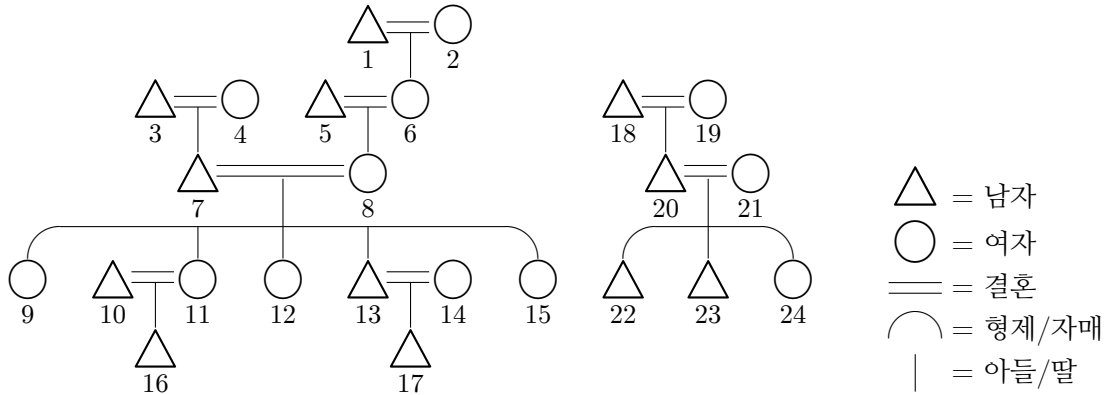 1 2
3 4 5 6 18 19
7 8 20 21
9 10 11 12 13 14 15 22 23 24
16 17
= 남자
= 여자
= 결혼
= 형제/자매
= 아들/딸